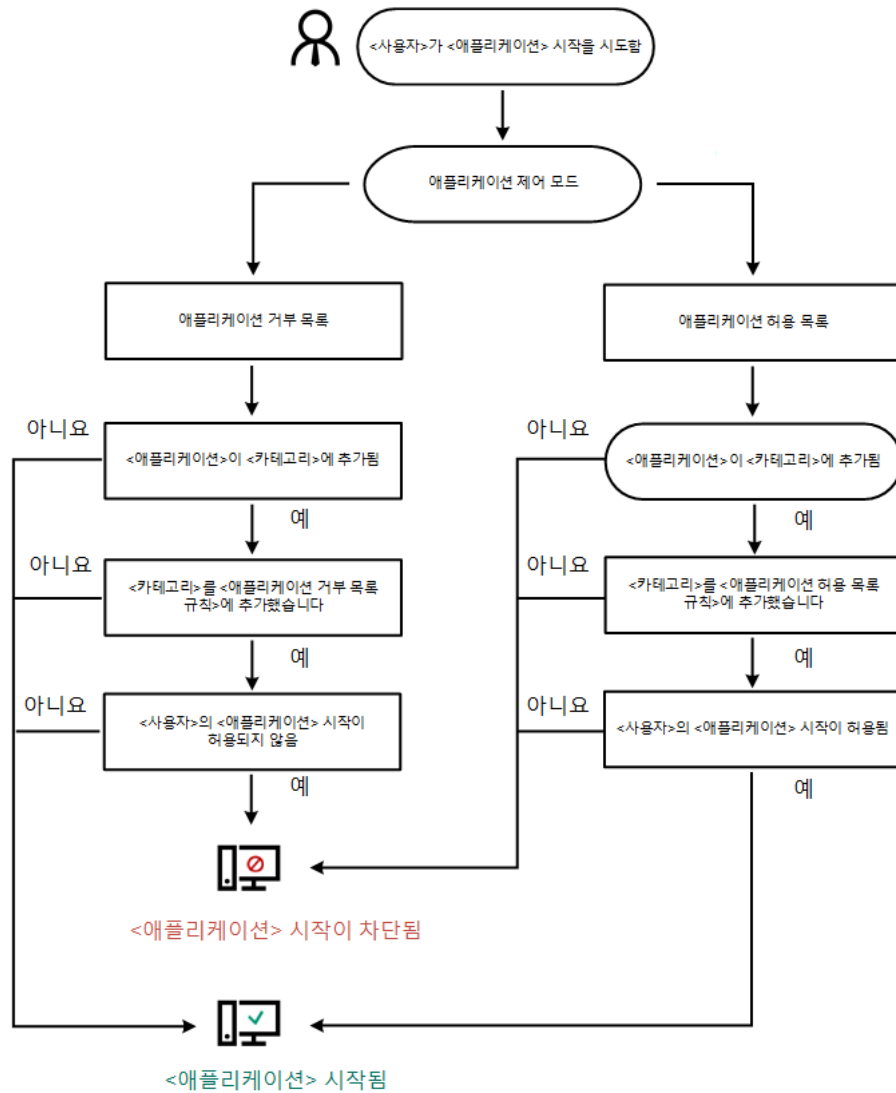 <사용자>가 <애플리케이션> 시작을 시도함
애플리케이션 제어 모드
애플리케이션 거부 목록
애플리케이션 허용 목록
아니요
<애플리케이션>이 <카테고리>에 추가됨
예
아니요
<카테고리>를 <애플리케이션 거부 목록
규칙>에 추가했습니다
예
아니요
<사용자>의 <애플리케이션> 시작이
허용되지 않음
예
아니요
<애플리케이션>이 <카테고리>에 추가됨
예
아니요
<카테고리>를 <애플리케이션 허용 목록
규칙>에 추가했습니다
예
아니요
<사용자>의 <애플리케이션> 시작이 허용됨
예
<애플리케이션> 시작이 차단됨
<애플리케이션> 시작됨